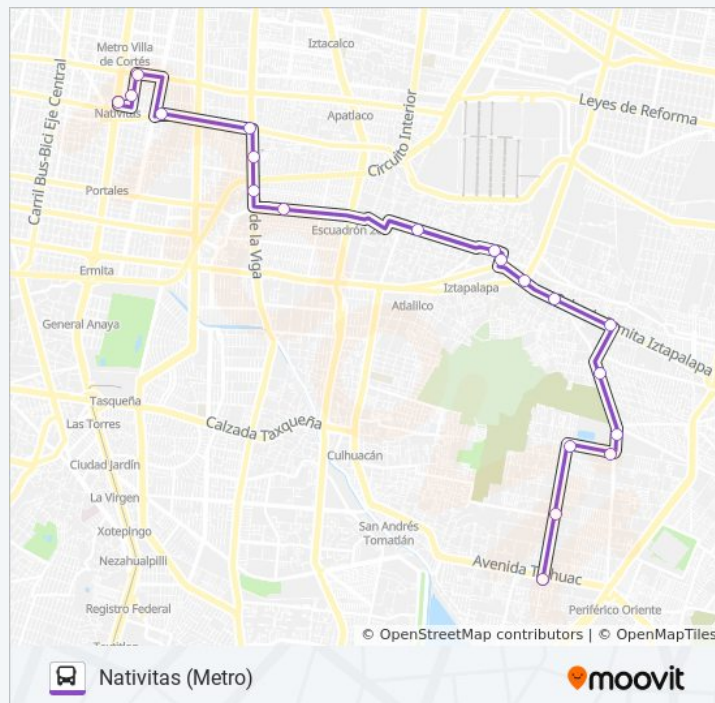 Iztacalco
Metro Villa
de Cortés
Leyes de Reforma
Nativitas
Apatlaco
Carril Bus-Bici Eje Central
Circuito Interior
Portales
Escuadrón 20
de la Viga
Ermita
Iztapalapa
Atlalilco
Ermita Iztapalapa
General Anaya
Tasqueña
Las Torres
Calzada Taxqueña
Culhuacán
Ciudad Jardín
La Virgen
San Andrés
Tomatlán
Xotepingo
Nezahualpilli
Avenida Tláhuac
Registro Federal
Periférico Oriente
© OpenStreetMap contributors | © OpenMapTiles
Nativitas (Metro)
moovit